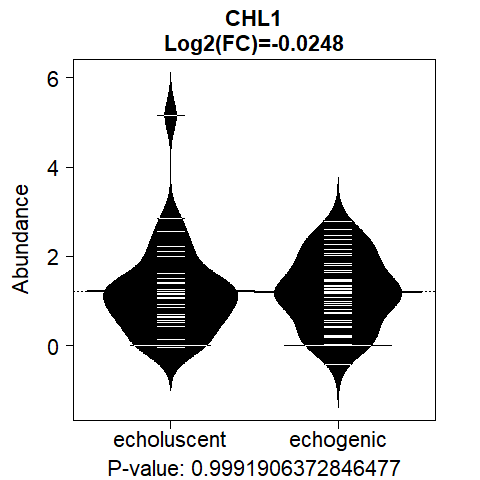 CHL1
Log2(FC)=-0.0248
Abundance
6
4
2
0
echoluscent echogenic
P-value: 0.9991906372846477